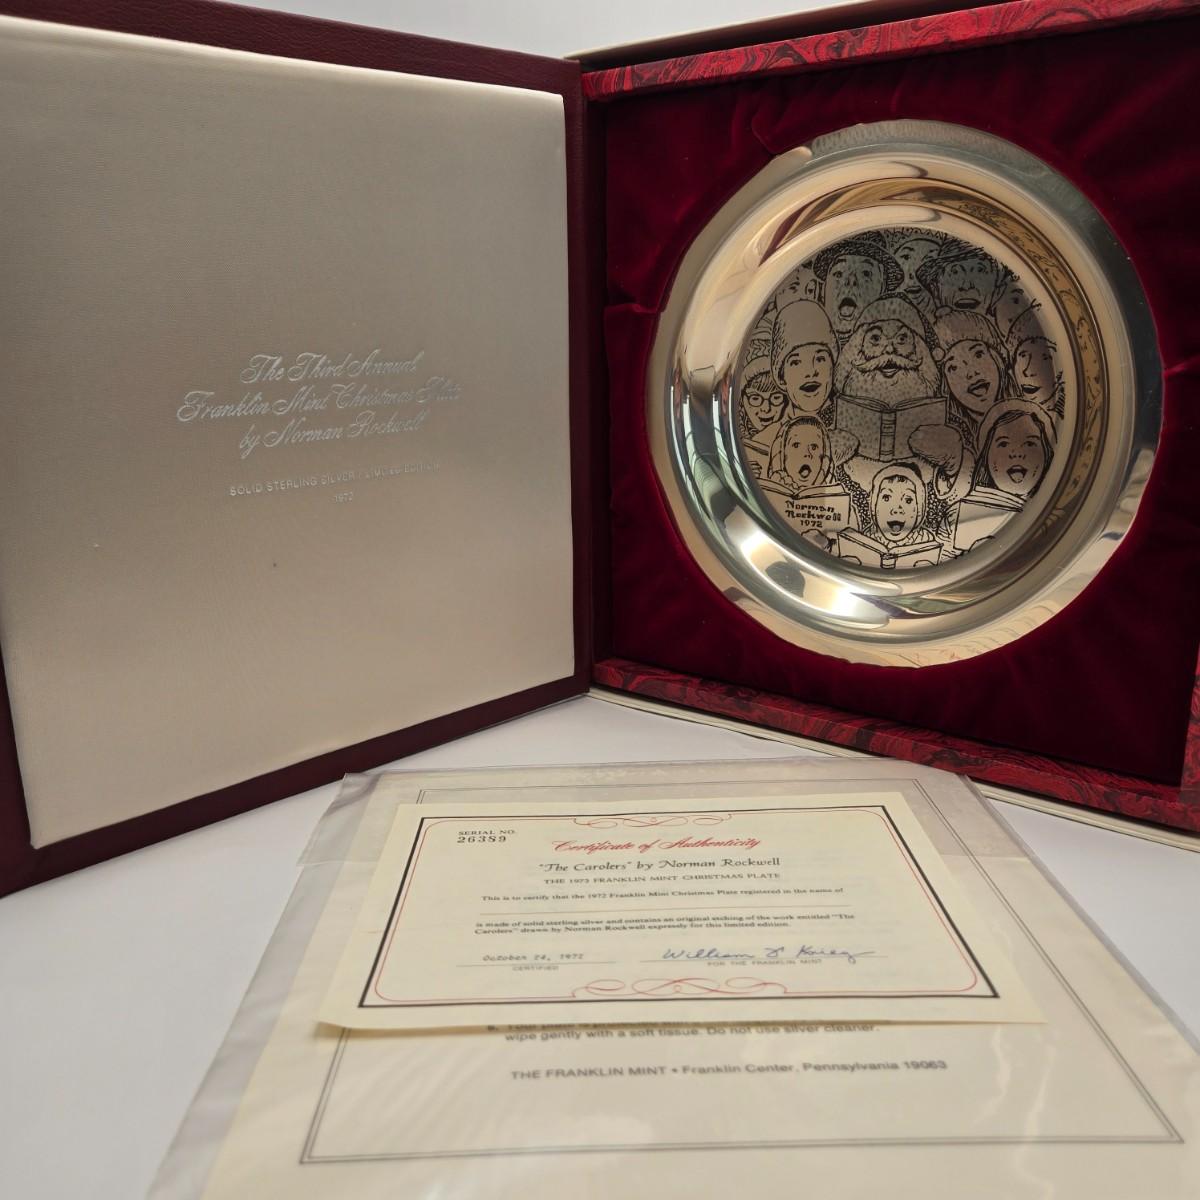 The Third Annual
Franklin Mint Christmas Plate
by Norman Rockwell
SOLID STERLING SILVER / LIMITED EDITION
1972
Norman
Rockwell
1972
SERIAL NO.
26389
Certificate of Authenticity
"The Carolers" by Norman Rockwell
THE 1972 FRANKLIN MINT CHRISTMAS PLATE
This is to certify that the 1972 Franklin Mint Christmas Plate registered in the name of
is made of solid sterling silver and contains an original etching of the work entitled "The
Carolers" drawn by Norman Rockwell expressly for this limited edition.
October 24, 1972
William F Krieg
CERTIFIED
FOR THE FRANKLIN MINT
wipe gently with a soft tissue. Do not use silver cleaner.
THE FRANKLIN MINT • Franklin Center, Pennsylvania 19063